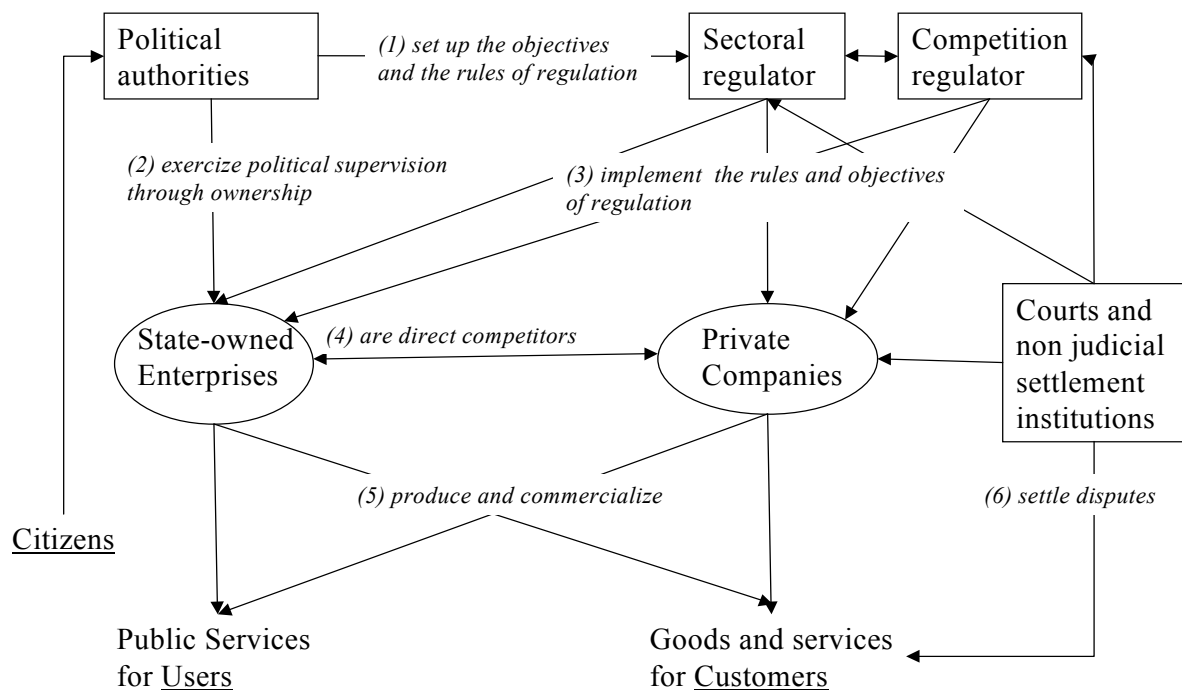 Political
authorities
(1) set up the objectives
and the rules of regulation
Sectoral
regulator
Competition
regulator
(2) exercize political supervision
through ownership
(3) implement the rules and objectives
of regulation
State-owned
Enterprises
(4) are direct competitors
Private
Companies
Courts and
non judicial
settlement
institutions
(5) produce and commercialize
(6) settle disputes
Citizens
Public Services
for Users
Goods and services
for Customers